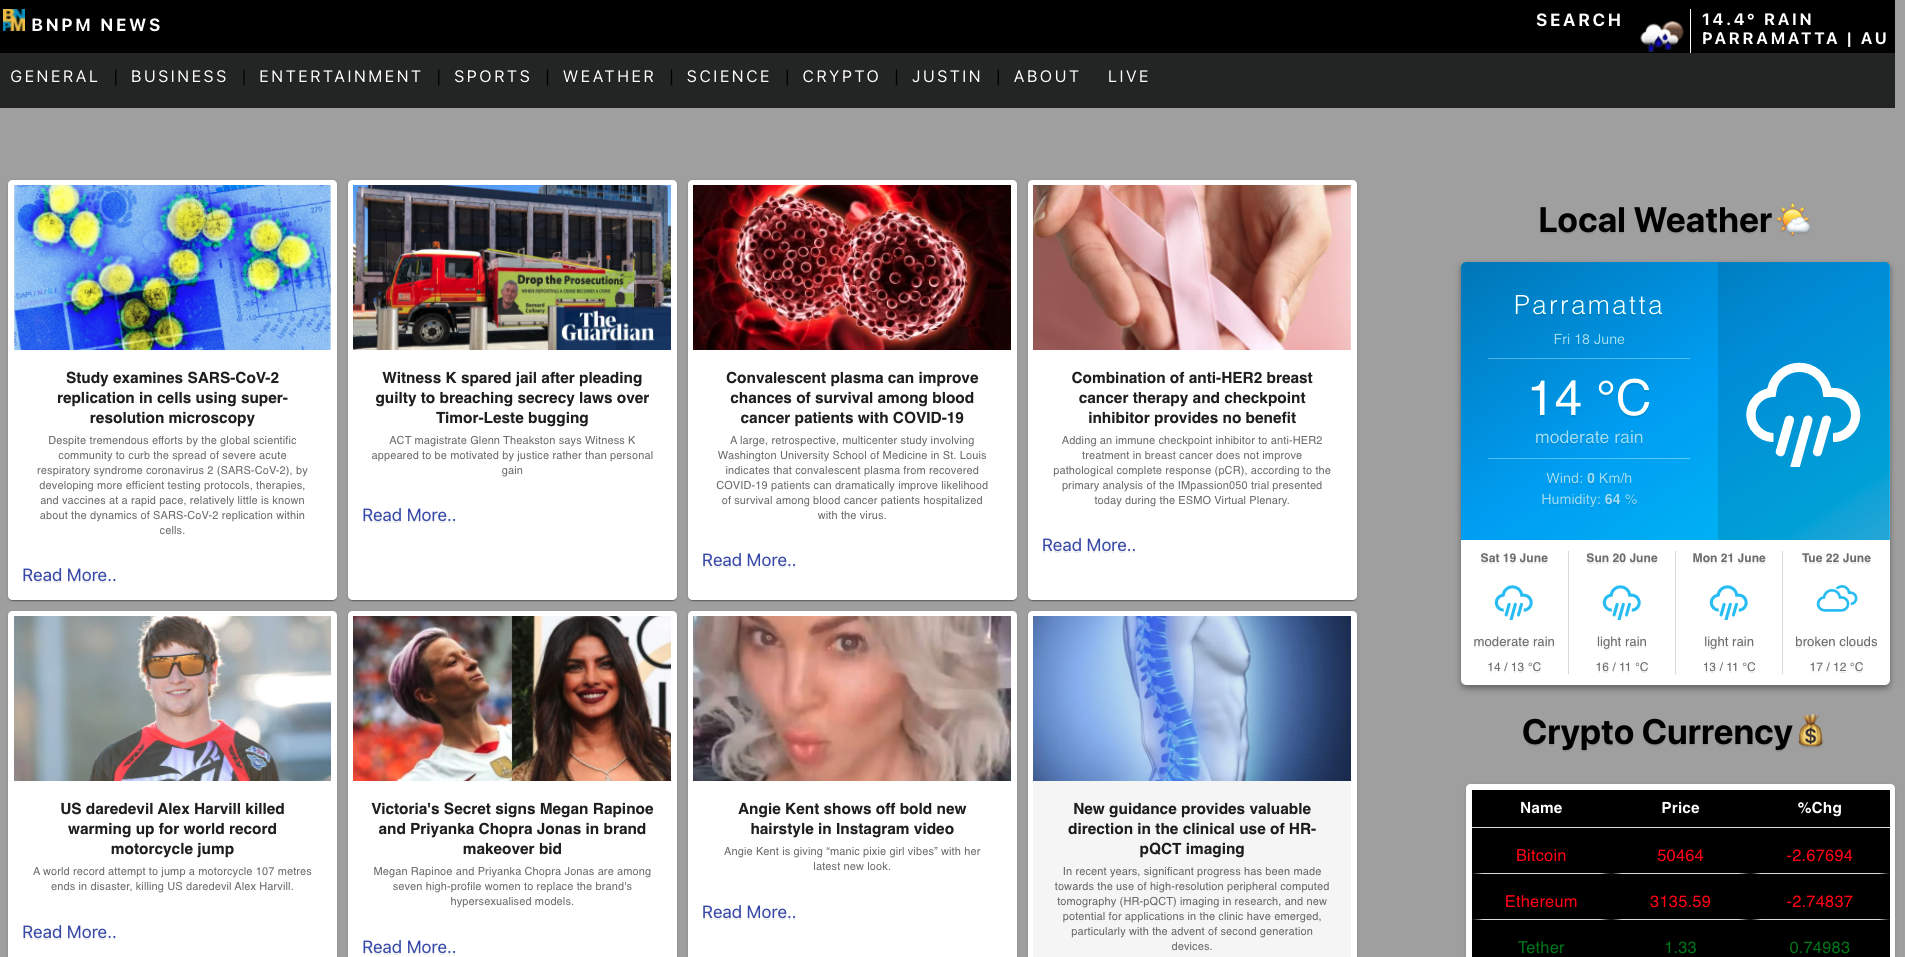 BNPM NEWS
SEARCH
14.4° RAIN
PARRAMATTA | AU
GENERAL | BUSINESS | ENTERTAINMENT | SPORTS | WEATHER | SCIENCE | CRYPTO | JUSTIN | ABOUT LIVE
Study examines SARS-CoV-2
replication in cells using super-
resolution microscopy
Despite tremendous efforts by the global scientific
community to curb the spread of severe acute
respiratory syndrome coronavirus 2 (SARS-CoV-2), by
developing more efficient testing protocols, therapies,
and vaccines at a rapid pace, relatively little is known
about the dynamics of SARS-CoV-2 replication within
cells.
Read More..
Drop the Prosecutions
Bernard
Collaery
The
Guardian
Witness K spared jail after pleading
guilty to breaching secrecy laws over
Timor-Leste bugging
ACT magistrate Glenn Theakston says Witness K
appeared to be motivated by justice rather than personal
gain
Read More..
Convalescent plasma can improve
chances of survival among blood
cancer patients with COVID-19
A large, retrospective, multicenter study involving
Washington University School of Medicine in St. Louis
indicates that convalescent plasma from recovered
COVID-19 patients can dramatically improve likelihood
of survival among blood cancer patients hospitalized
with the virus.
Read More..
Combination of anti-HER2 breast
cancer therapy and checkpoint
inhibitor provides no benefit
Adding an immune checkpoint inhibitor to anti-HER2
treatment in breast cancer does not improve
pathological complete response (pCR), according to the
primary analysis of the IMpassion050 trial presented
today during the ESMO Virtual Plenary.
Read More..
US daredevil Alex Harvill killed
warming up for world record
motorcycle jump
A world record attempt to jump a motorcycle 107 metres
ends in disaster, killing US daredevil Alex Harvill.
Read More..
Victoria's Secret signs Megan Rapinoe
and Priyanka Chopra Jonas in brand
makeover bid
Megan Rapinoe and Priyanka Chopra Jonas are among
seven high-profile women to replace the brand's
hypersexualised models.
Read More..
Angie Kent shows off bold new
hairstyle in Instagram video
Angie Kent is giving “manic pixie girl vibes” with her
latest new look.
Read More..
New guidance provides valuable
direction in the clinical use of HR-
pQCT imaging
In recent years, significant progress has been made
towards the use of high-resolution peripheral computed
tomography (HR-pQCT) imaging in research, and new
potential for applications in the clinic have emerged,
particularly with the advent of second generation
devices.
Local Weather
Parramatta
Fri 18 June
14 °C
moderate rain
Wind: 0 Km/h
Humidity: 64 %
Sat 19 June
moderate rain
14 / 13 °C
Sun 20 June
light rain
16 / 11 °C
Mon 21 June
light rain
13 / 11 °C
Tue 22 June
broken clouds
17 / 12 °C
Crypto Currency
Name Price %Chg
Bitcoin 50464 -2.67694
Ethereum 3135.59 -2.74837
Tether 1.33 0.74983